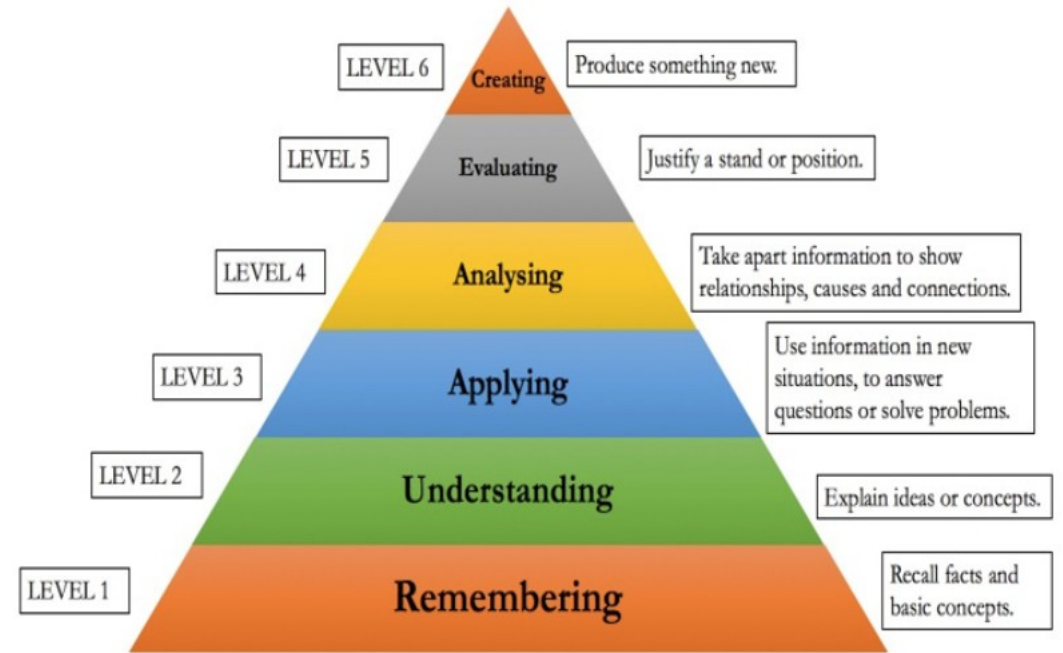 LEVEL 6
Creating
Produce something new.
LEVEL 5
Evaluating
Justify a stand or position.
LEVEL 4
Analysing
Take apart information to show
relationships, causes and connections.
LEVEL 3
Applying
Use information in new
situations, to answer
questions or solve problems.
LEVEL 2
Understanding
Explain ideas or concepts.
LEVEL 1
Remembering
Recall facts and
basic concepts.